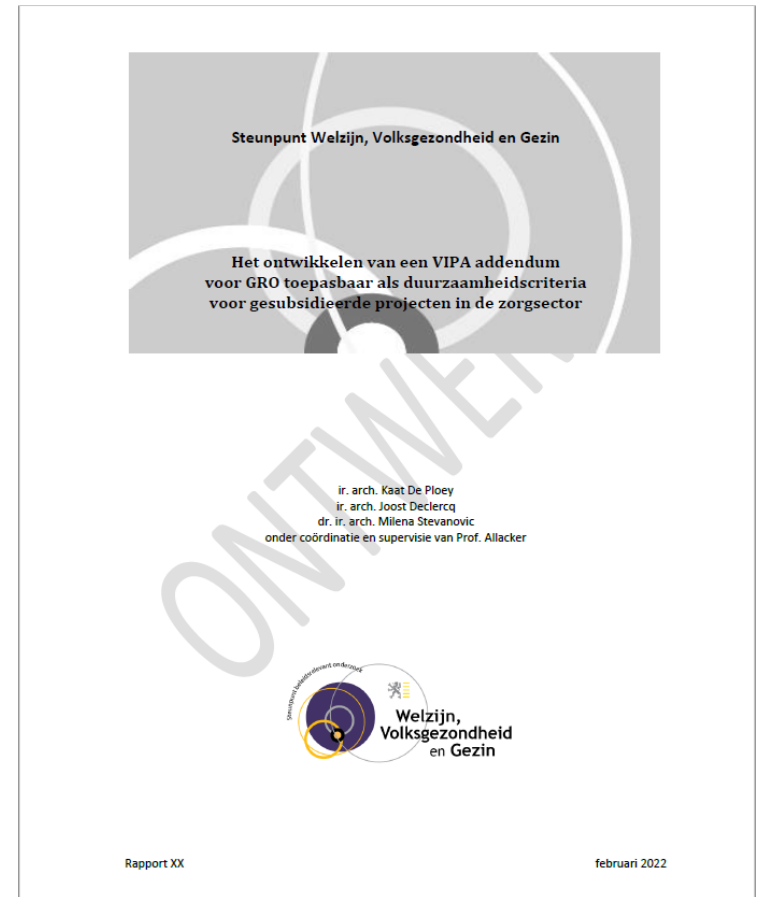 Steunpunt Welzijn, Volksgezondheid en Gezin
Het ontwikkelen van een VIPA addendum
voor GRO toepasbaar als duurzaamheidscriteria
voor gesubsidieerde projecten in de zorgsector
ir. arch. Kaat De Ploey
ir. arch. Joost Declercq
dr. ir. arch. Milena Stevanovic
onder coördinatie en supervisie van Prof. Allacker
Steunpunt beleidsrelevant onderzoek
Welzijn,
Volksgezondheid
en Gezin
Rapport XX
februari 2022